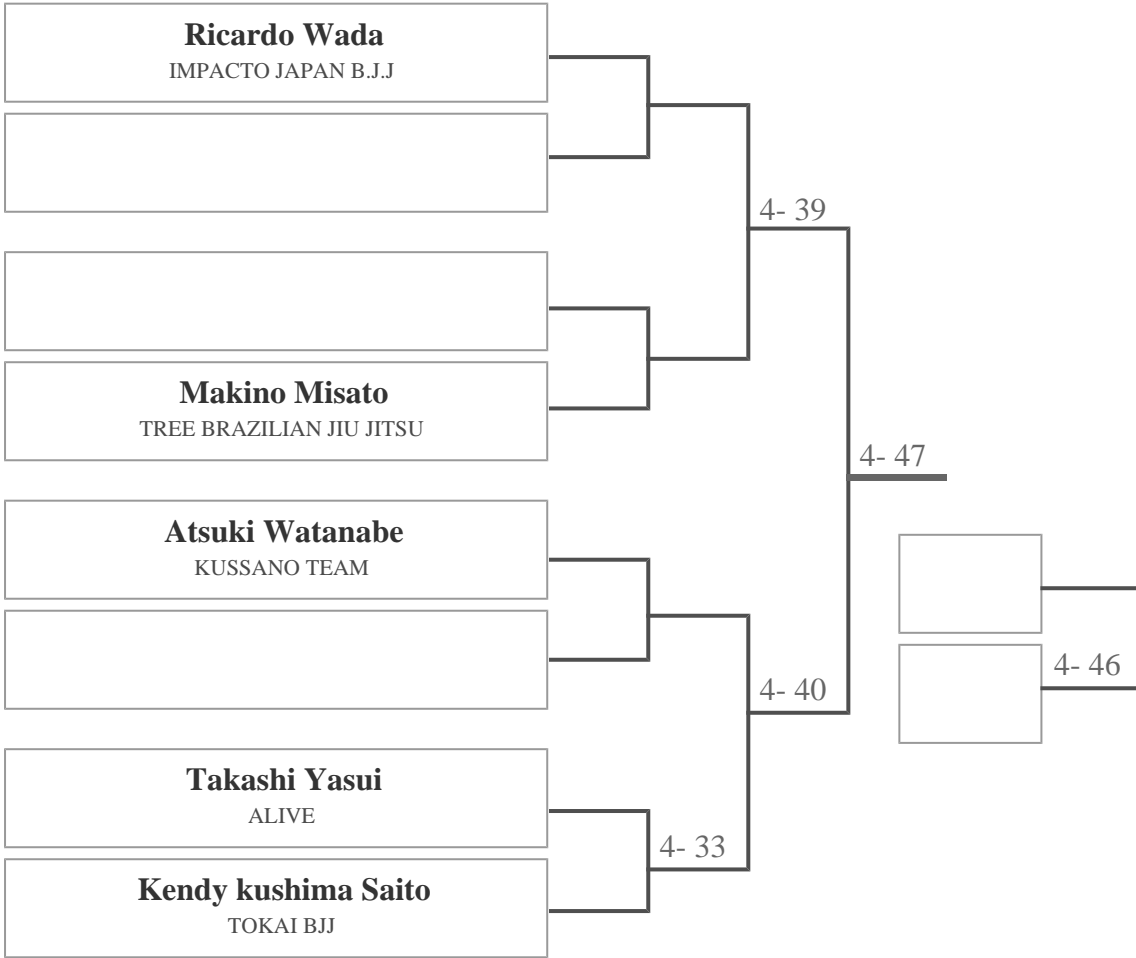 Ricardo Wada
IMPACTO JAPAN B.J.J
4- 39
Makino Misato
TREE BRAZILIAN JIU JITSU
4- 47
Atsuki Watanabe
KUSSANO TEAM
4- 46
4- 40
Takashi Yasui
ALIVE
4- 33
Kendy kushima Saito
TOKAI BJJ